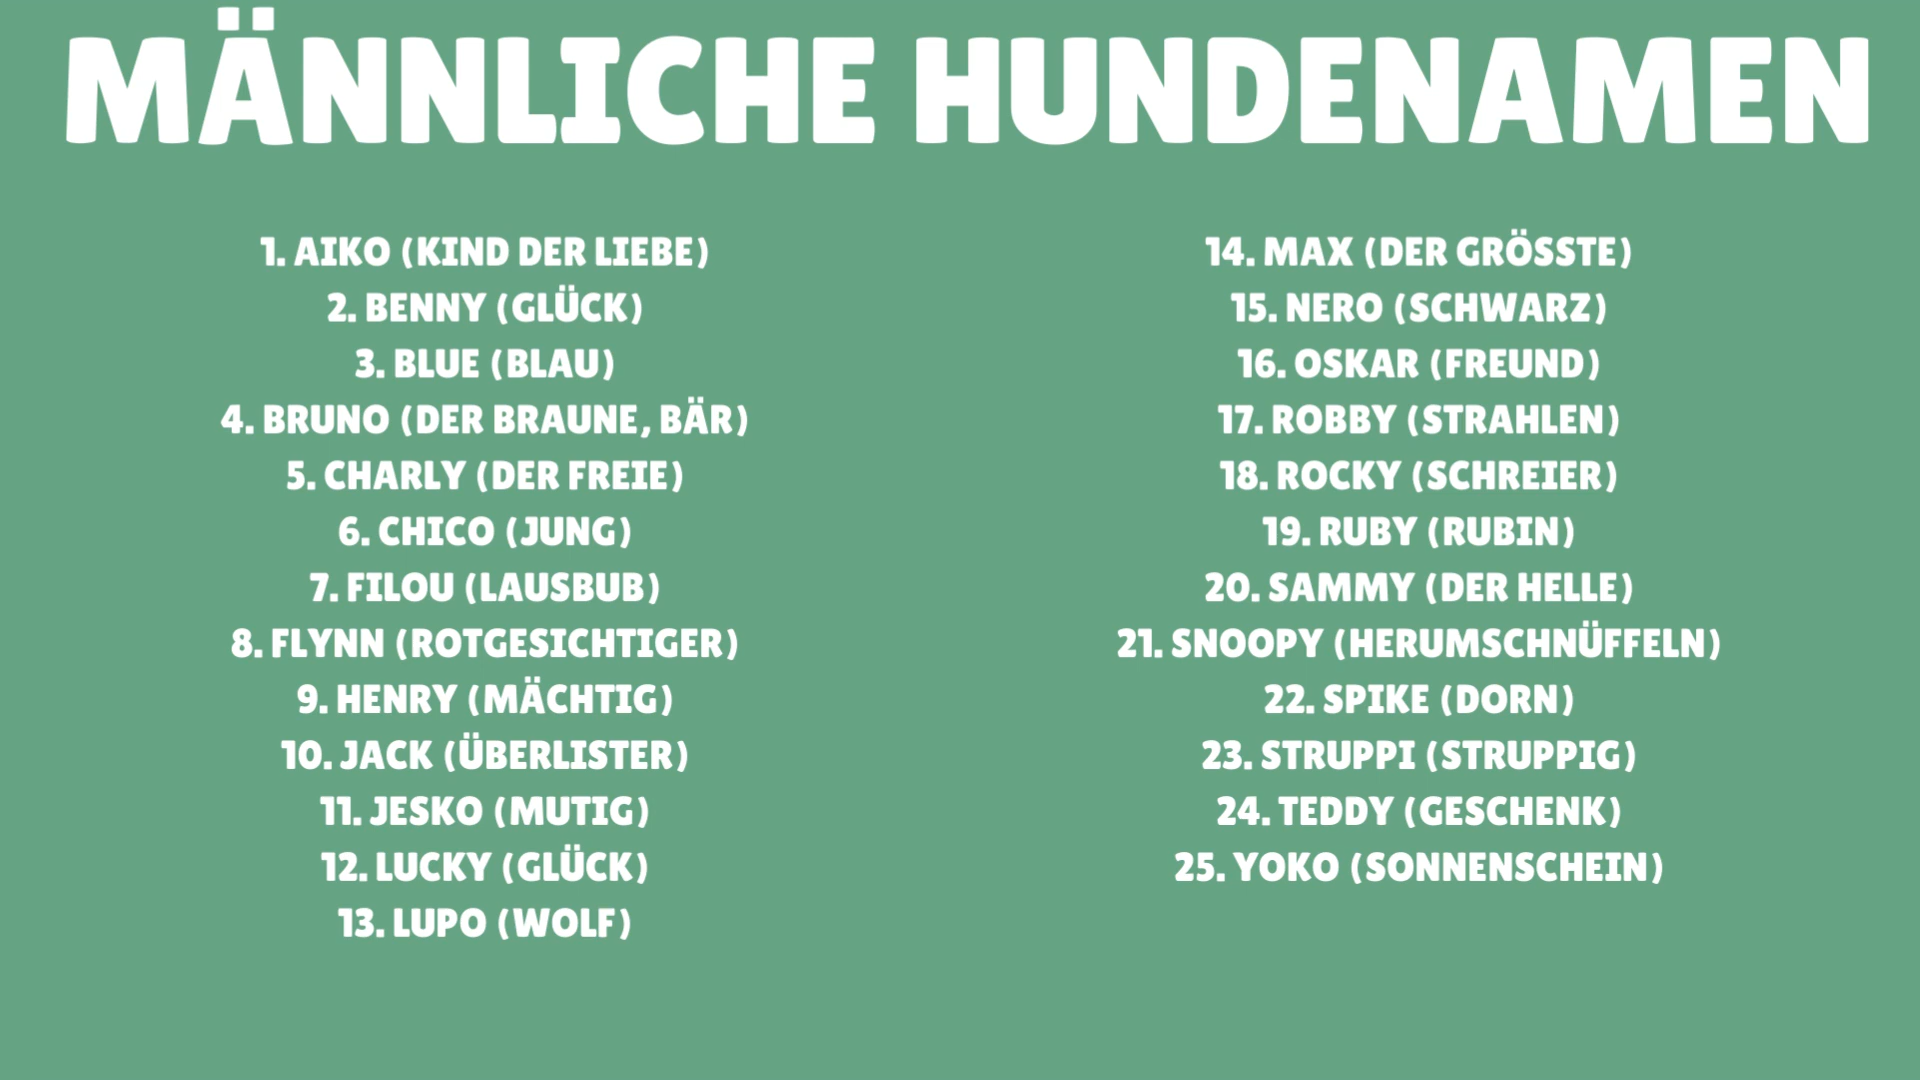 MÄNNLICHE HUNDENAMEN
1. AIKO (KIND DER LIEBE)
2. BENNY (GLÜCK)
3. BLUE (BLAU)
4. BRUNO (DER BRAUNE, BÄR)
5. CHARLY (DER FREIE)
6. CHICO (JUNG)
7. FILOU (LAUSBUB)
8. FLYNN (ROTGESICHTIGER)
9. HENRY (MÄCHTIG)
10. JACK (ÜBERLISTER)
11. JESKO (MUTIG)
12. LUCKY (GLÜCK)
13. LUPO (WOLF)
14. MAX (DER GRÖSSTE)
15. NERO (SCHWARZ)
16. OSKAR (FREUND)
17. ROBBY (STRAHLEN)
18. ROCKY (SCHREIER)
19. RUBY (RUBIN)
20. SAMMY (DER HELLE)
21. SNOOPY (HERUMSCHNÜFFELN)
22. SPIKE (DORN)
23. STRUPPI (STRUPPIG)
24. TEDDY (GESCHENK)
25. YOKO (SONNENSCHEIN)